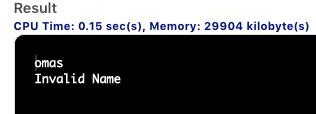 Result
CPU Time: 0.15 sec(s), Memory: 29904 kilobyte(s)
omas
Invalid Name